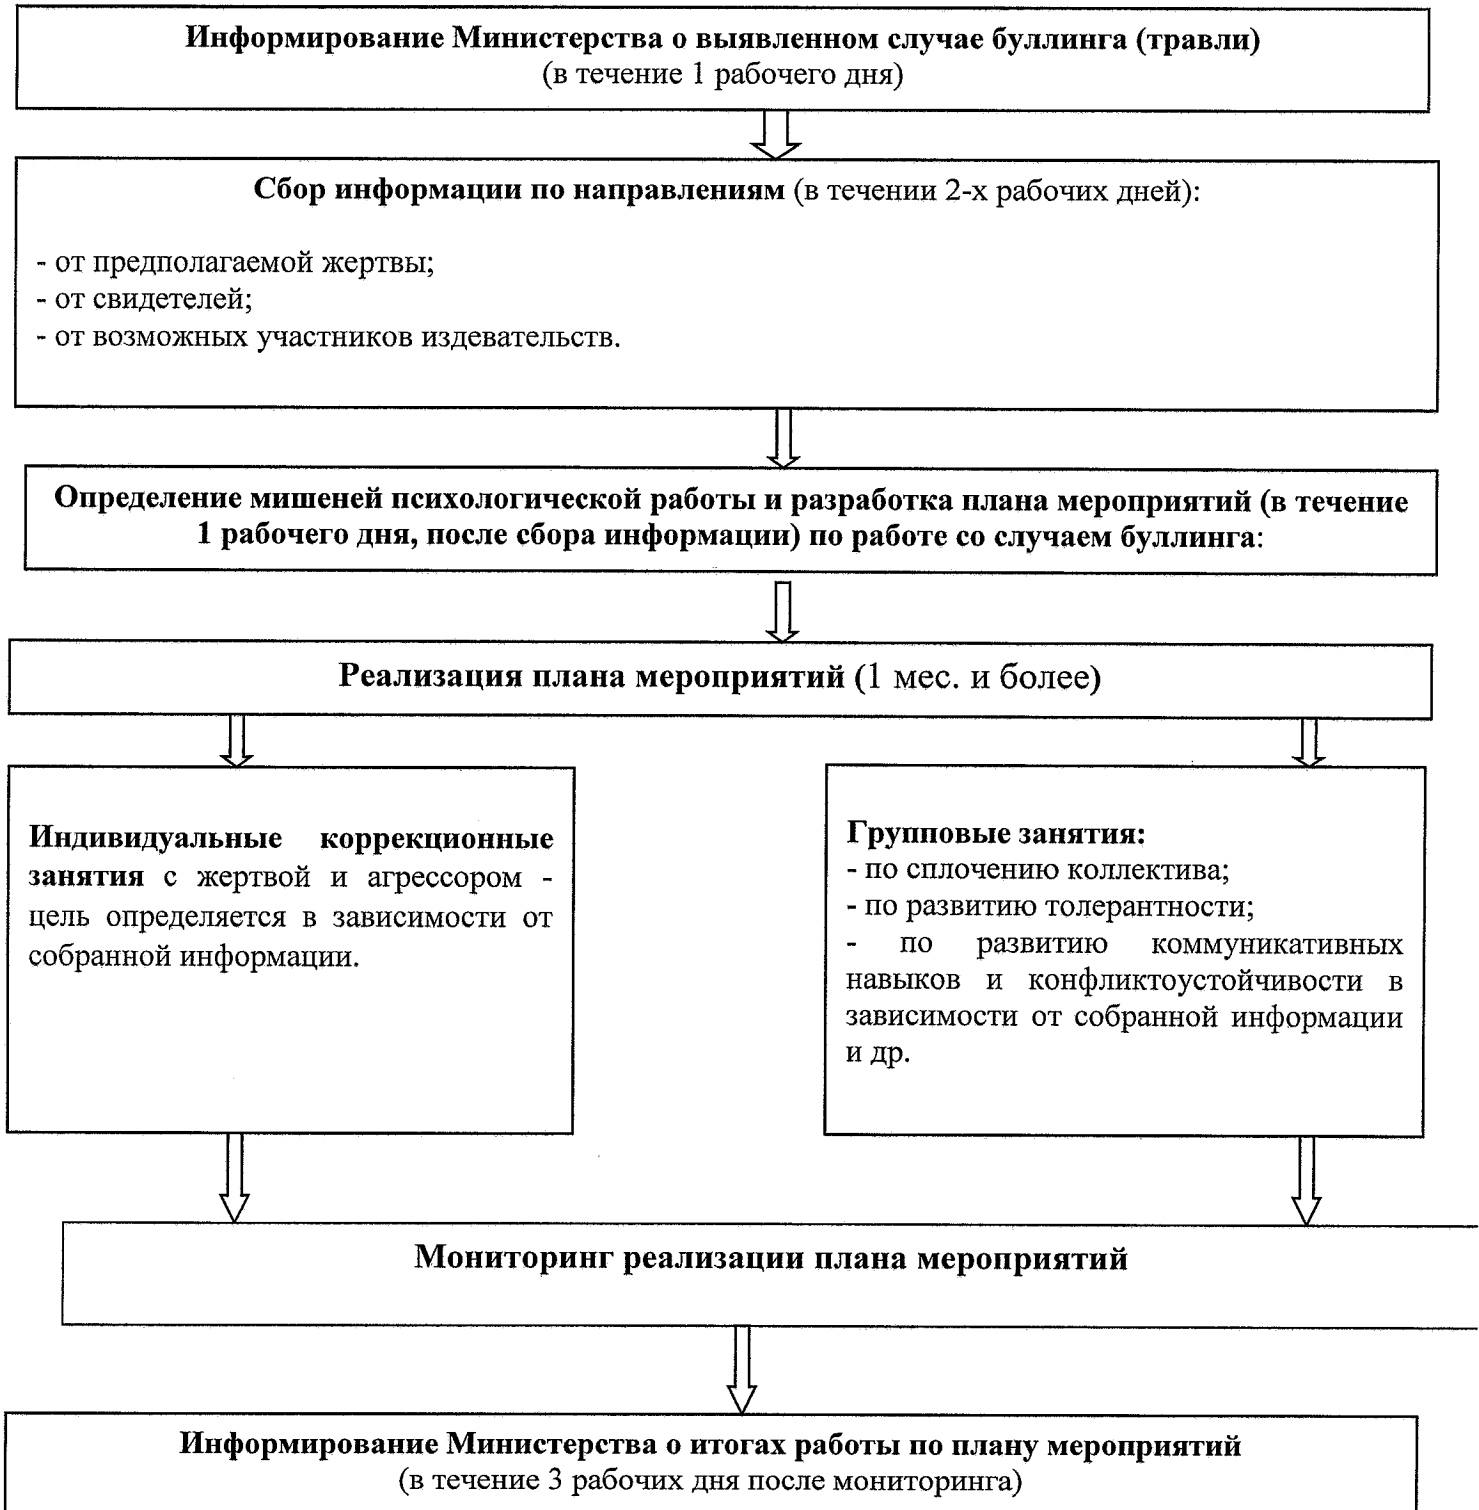 Информирование Министерства о выявленном случае буллинга (травли)
(в течение 1 рабочего дня)
Сбор информации по направлениям (в течении 2-х рабочих дней):
- от предполагаемой жертвы;
- от свидетелей;
- от возможных участников издевательств.
Определение мишеней психологической работы и разработка плана мероприятий (в течение
1 рабочего дня, после сбора информации) по работе со случаем буллинга:
Реализация плана мероприятий (1 мес. и более)
Индивидуальные коррекционные
занятия с жертвой и агрессором -
цель определяется в зависимости от
собранной информации.
Групповые занятия:
- по сплочению коллектива;
- по развитию толерантности;
- по развитию коммуникативных
навыков и конфликтоустойчивости в
зависимости от собранной информации
и др.
Мониторинг реализации плана мероприятий
Информирование Министерства о итогах работы по плану мероприятий
(в течение 3 рабочих дня после мониторинга)